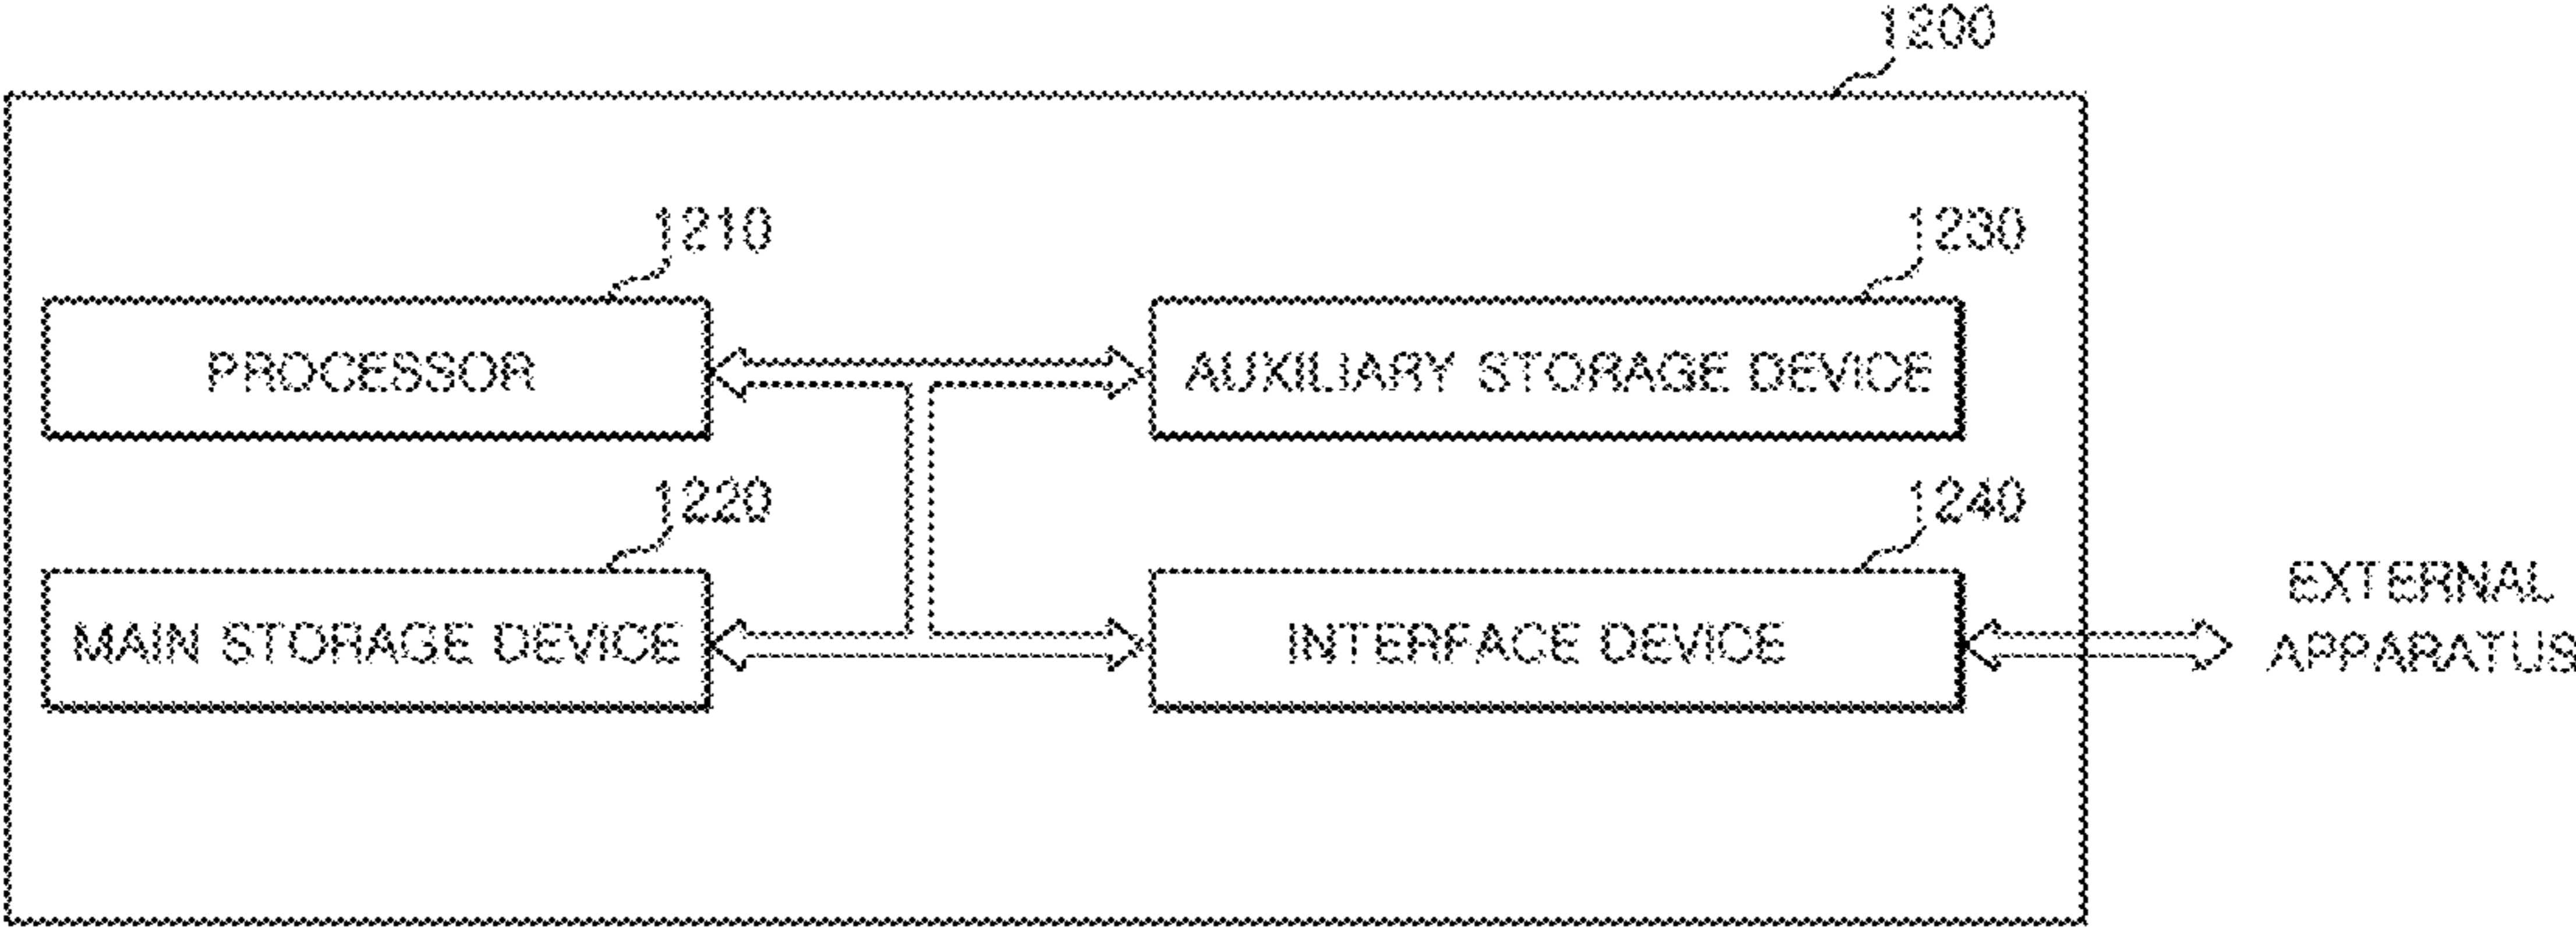 1200
1210
1230
PROCESSOR
AUXILIARY STORAGE DEVICE
1220
1240
MAIN STORAGE DEVICE
INTERFACE DEVICE
EXTERNAL
APPARATUS